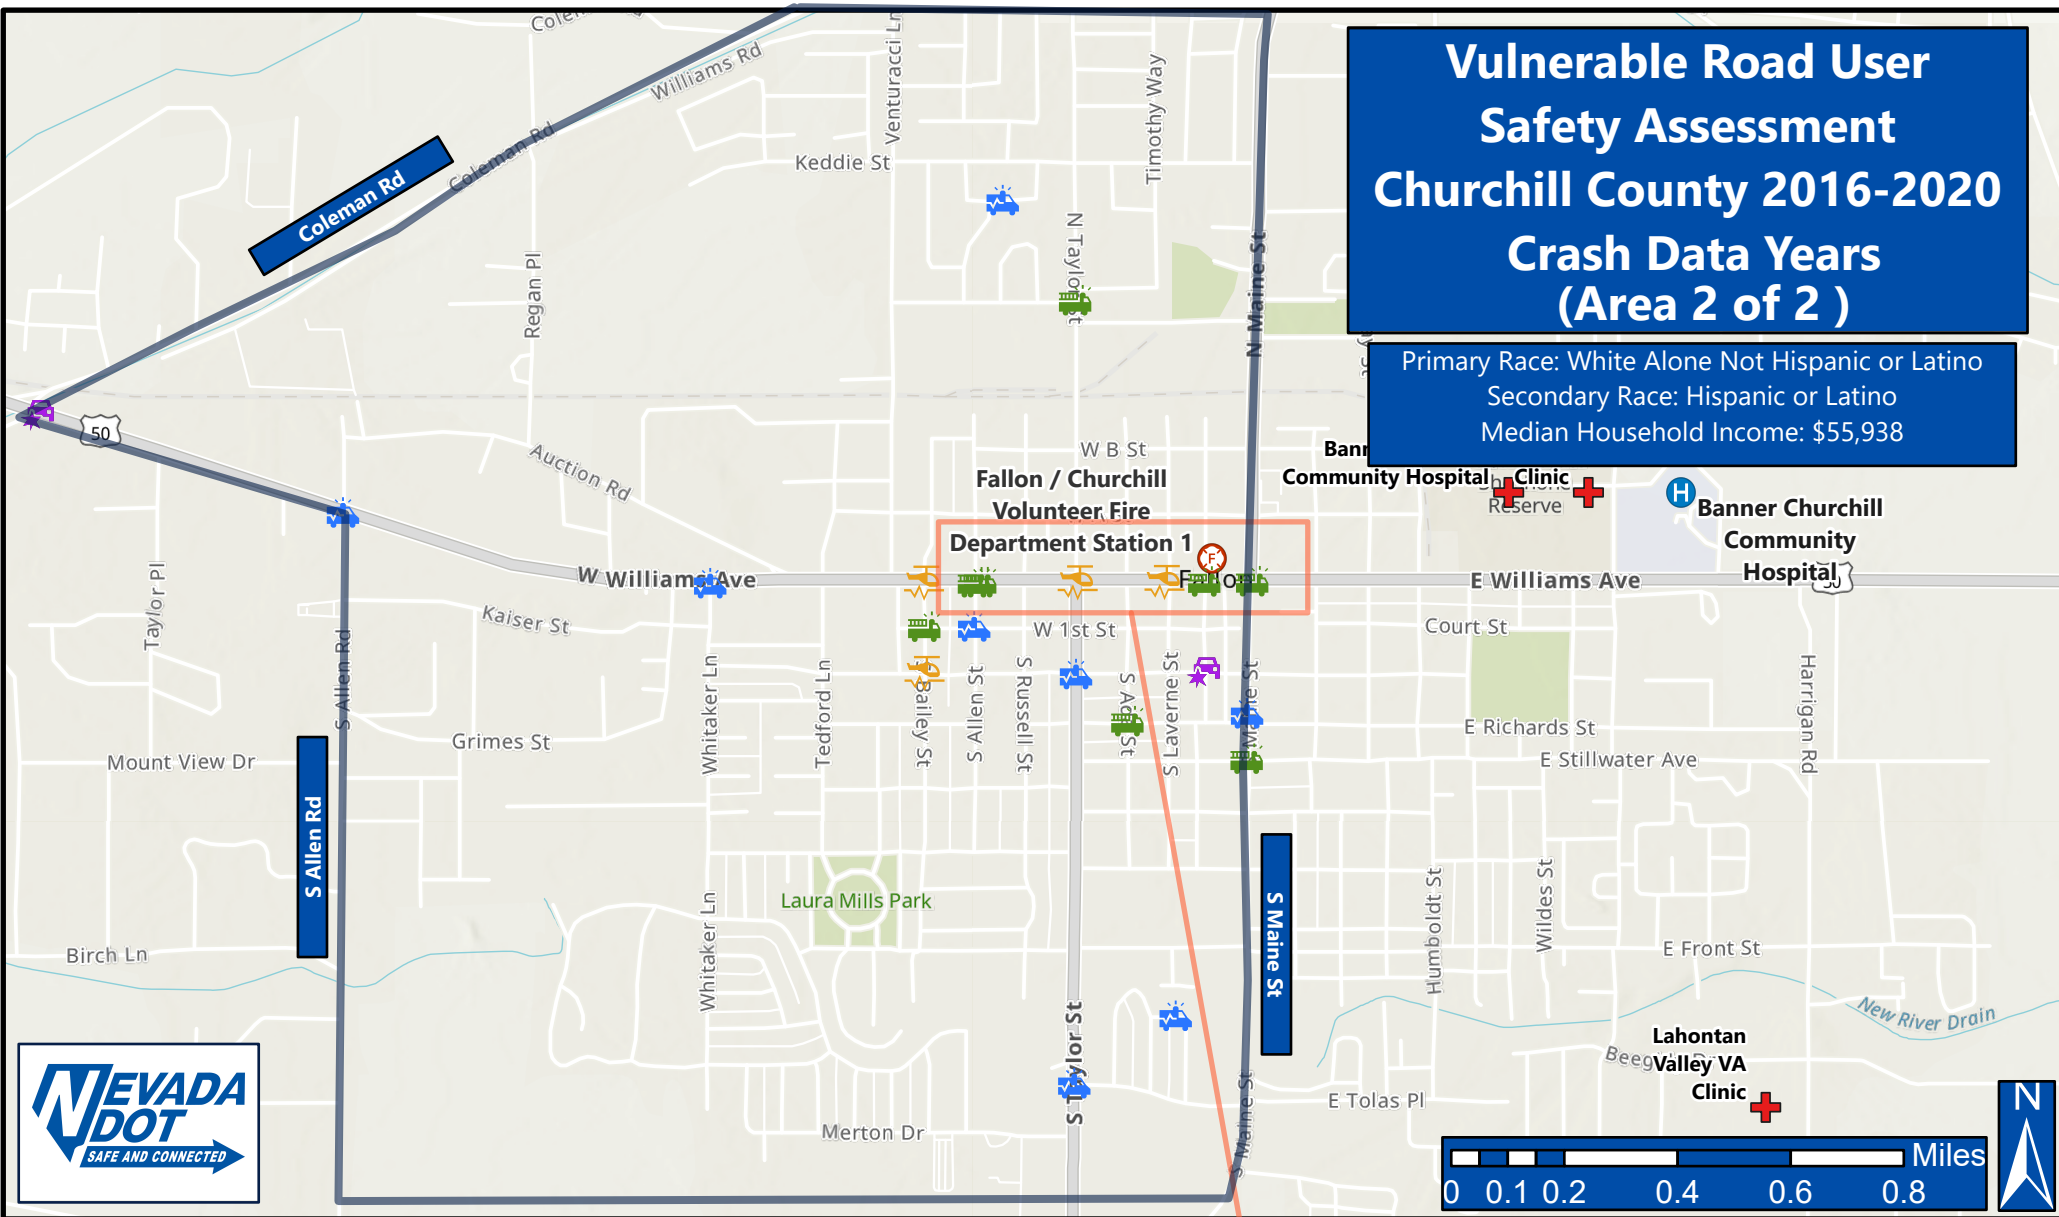 Vulnerable Road User
Safety Assessment
Churchill County 2016-2020
Crash Data Years
(Area 2 of 2 )
Primary Race: White Alone Not Hispanic or Latino
Secondary Race: Hispanic or Latino
Median Household Income: $55,938
Williams Rd
Coleman Rd
Coleman Rd
Venturacci Ln
Timothy Way
Keddie St
Regan Pl
N Taylor St
N Maine St
50
Auction Rd
W B St
Fallon / Churchill
Volunteer Fire
Department Station 1
F
Fallon
Community Hospital
Clinic
Reserve
H
Banner Churchill
Community
Hospital
50
W Williams Ave
E Williams Ave
Taylor Pl
Kaiser St
W 1st St
Court St
S Allen Rd
S Allen Rd
Whitaker Ln
Tedford Ln
S Bailey St
S Allen St
S Russell St
S Laverne St
S Maine St
Harrigan Rd
Grimes St
Mount View Dr
E Richards St
E Stillwater Ave
Laura Mills Park
Whitaker Ln
Birch Ln
S Maine St
Humboldt St
Wildes St
E Front St
New River Drain
S Taylor St
S Maine St
Lahontan
Valley VA
Clinic
E Tolas Pl
Merton Dr
NEVADA
DOT
SAFE AND CONNECTED
Miles
0 0.1 0.2 0.4 0.6 0.8
N